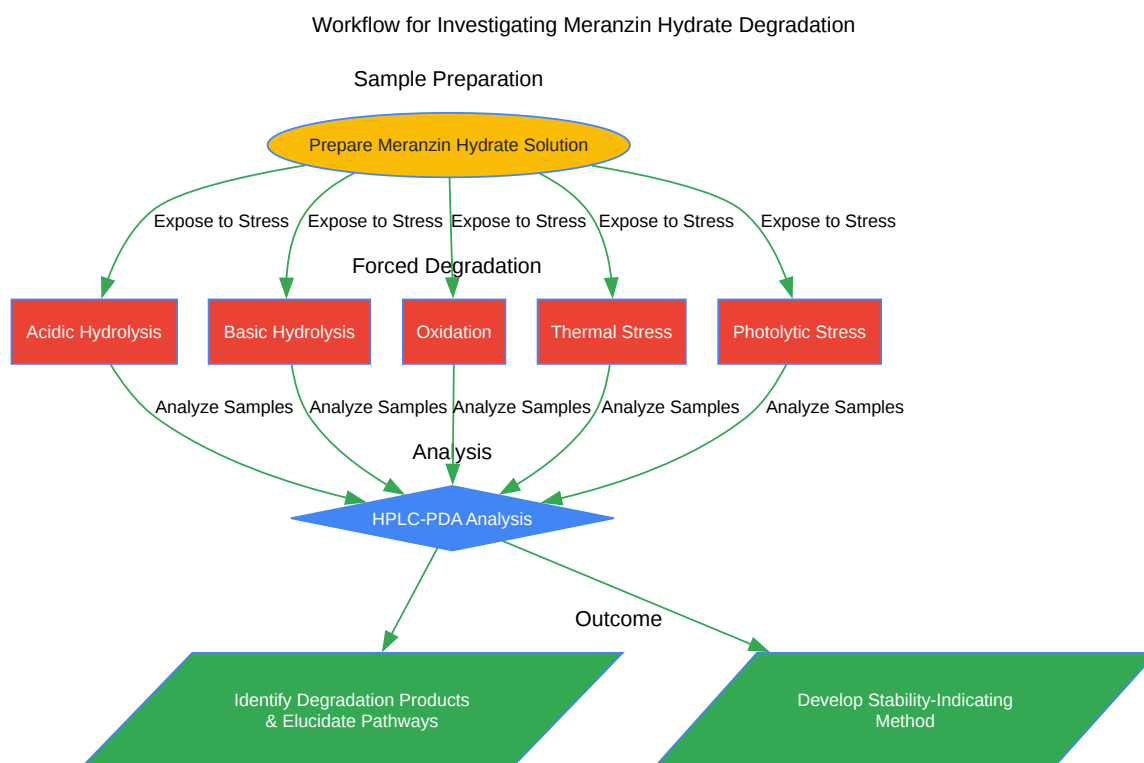 Workflow for Investigating Meranzin Hydrate Degradation
Sample Preparation
Prepare Meranzin Hydrate Solution
Expose to Stress
Expose to Stress
Expose to Stress
Expose to Stress
Expose to Stress
Forced Degradation
Acidic Hydrolysis
Basic Hydrolysis
Oxidation
Thermal Stress
Photolytic Stress
Analyze Samples
Analyze Samples
Analyze Samples
Analyze Samples
Analyze Samples
Analysis
HPLC-PDA Analysis
Outcome
Identify Degradation Products
& Elucidate Pathways
Develop Stability-Indicating
Method